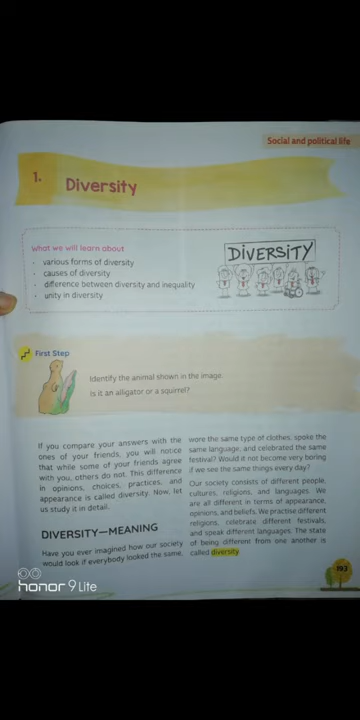 Social and political life
1.
Diversity
What we will learn about
- various forms of diversity
- causes of diversity
- difference between diversity and inequality
- unity in diversity
DIVERSITY
First Step
Identify the animal shown in the image.
Is it an alligator or a squirrel?
If you compare your answers with the
ones of your friends, you will notice
that while some of your friends agree
with you, others do not. This difference
in opinions, choices, practices, and
appearance is called diversity. Now, let
us study it in detail.
DIVERSITY—MEANING
Have you ever imagined how our society
would look if everybody looked the same,
wore the same type of clothes, spoke the
same language, and celebrated the same
festival? Would it not become very boring
if we see the same things every day?
Our society consists of different people,
cultures, religions, and languages. We
are all different in terms of appearance,
opinions, and beliefs. We practise different
religions, celebrate different festivals,
and speak different languages. The state
of being different from one another is
called diversity
193
honor 9 Lite